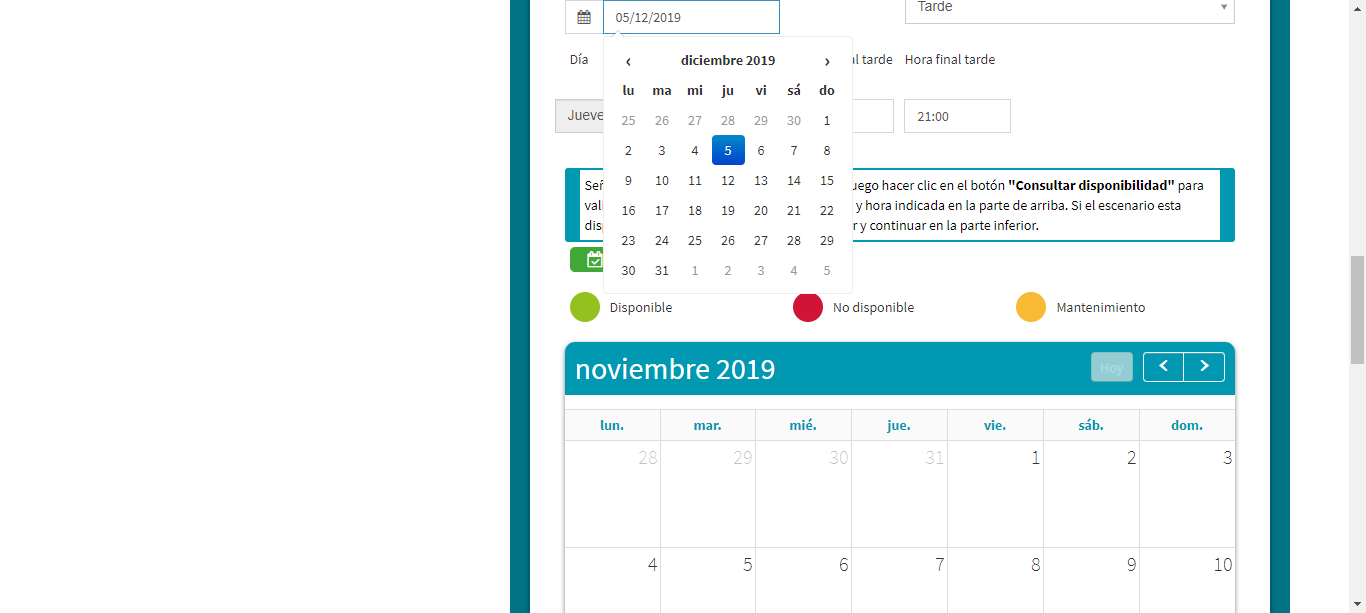 05/12/2019
Tarde
Día
al tarde
Hora final tarde
‹ diciembre 2019 ›
lu ma mi ju vi sá do
25 26 27 28 29 30 1
2 3 4 5 6 7 8
9 10 11 12 13 14 15
16 17 18 19 20 21 22
23 24 25 26 27 28 29
30 31 1 2 3 4 5
Jueve
21:00
Señ
uego hacer clic en el botón "Consultar disponibilidad" para
vali
y hora indicada en la parte de arriba. Si el escenario esta
disp
r y continuar en la parte inferior.
Disponible
No disponible
Mantenimiento
noviembre 2019
Hoy
lun. mar. mié. jue. vie. sáb. dom.
28 29 30 31 1 2 3
4 5 6 7 8 9 10